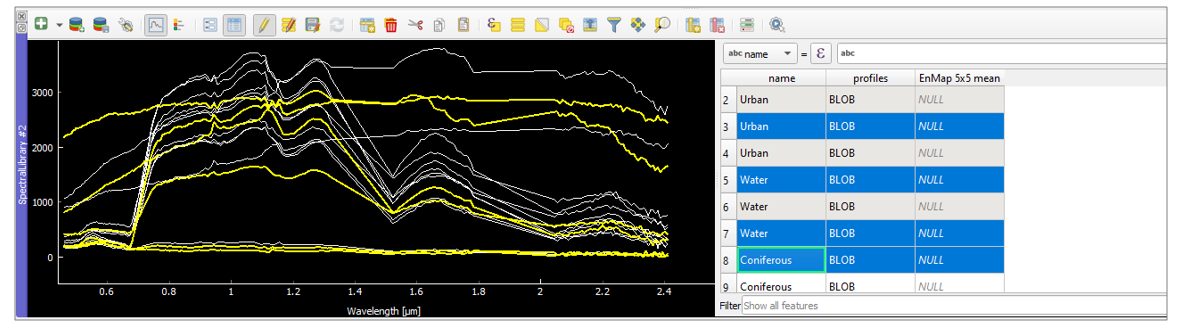 SpectralLibrary #2
3000
2000
1000
0
0.6 0.8 1 1.2 1.4 1.6 1.8 2 2.2 2.4
Wavelength [µm]
abc name = ε abc
name profiles EnMap 5x5 mean
2 Urban BLOB NULL
3 Urban BLOB NULL
4 Urban BLOB NULL
5 Water BLOB NULL
6 Water BLOB NULL
7 Water BLOB NULL
8 Coniferous BLOB NULL
9 Coniferous BLOB NULL
Filter Show all features